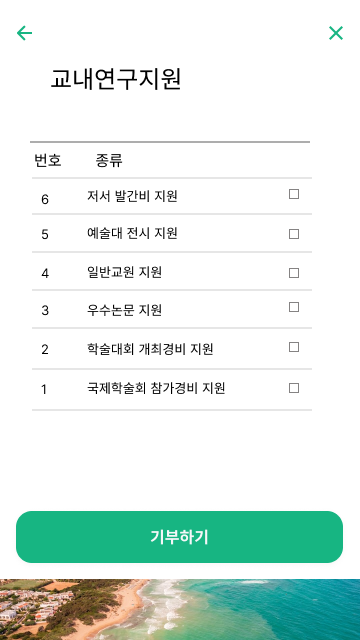 교내연구지원
번호 종류
6 저서 발간비 지원
5 예술대 전시 지원
4 일반교원 지원
3 우수논문 지원
2 학술대회 개최경비 지원
1 국제학술회 참가경비 지원
기부하기